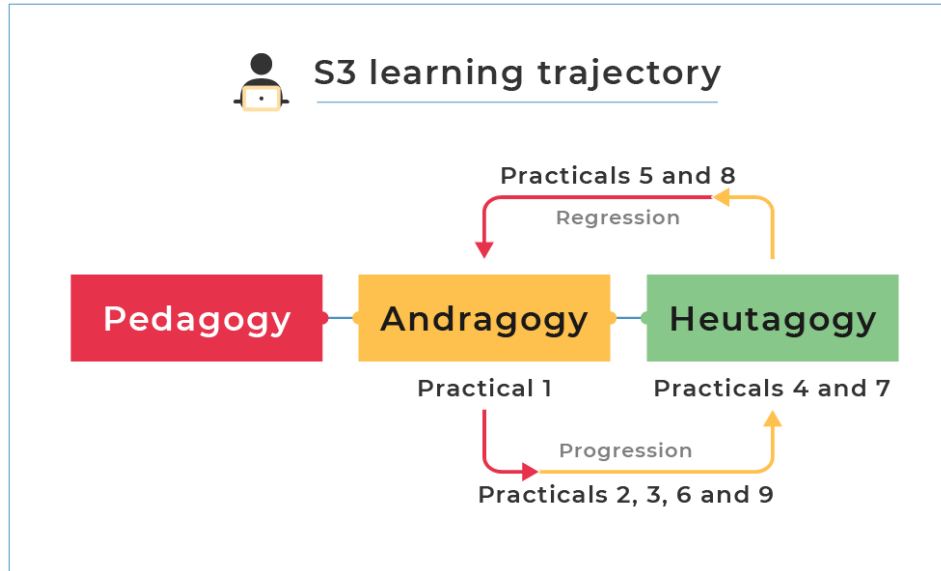 S3 learning trajectory
Practicals 5 and 8
Regression
Pedagogy
Andragogy
Heutagogy
Practical 1
Practicals 4 and 7
Progression
Practicals 2, 3, 6 and 9